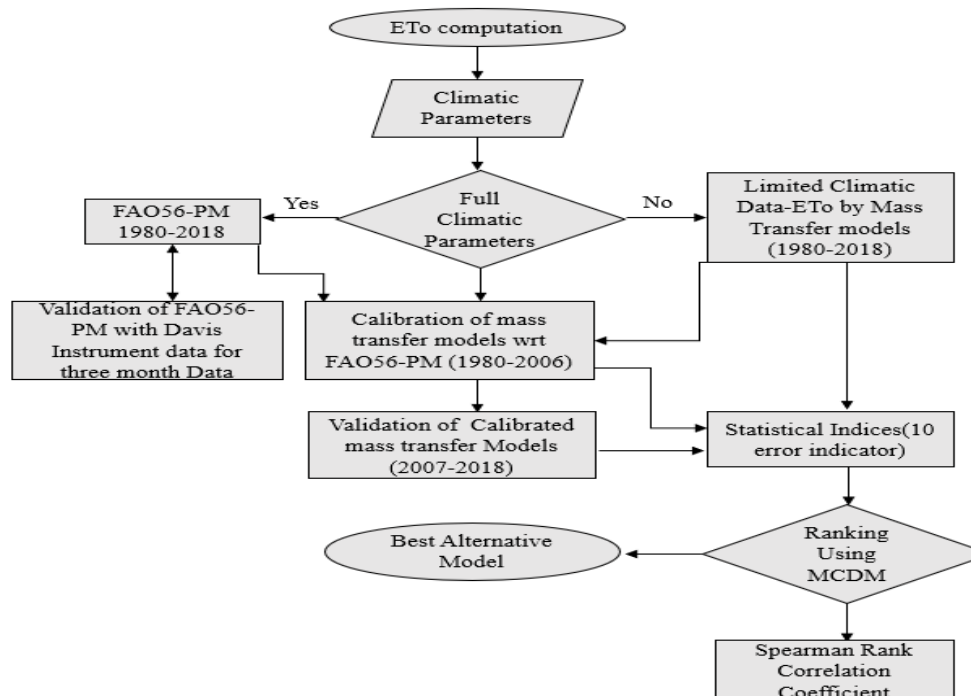 ETo computation
Climatic
Parameters
Full
Climatic
Parameters
Yes
No
FAO56-PM
1980-2018
Limited Climatic
Data-ETo by Mass
Transfer models
(1980-2018)
Validation of FAO56-
PM with Davis
Instrument data for
three month Data
Calibration of mass
transfer models wrt
FAO56-PM (1980-2006)
Validation of Calibrated
mass transfer Models
(2007-2018)
Statistical Indices(10
error indicator)
Best Alternative
Model
Ranking
Using
MCDM
Spearman Rank
Correlation
Coefficient